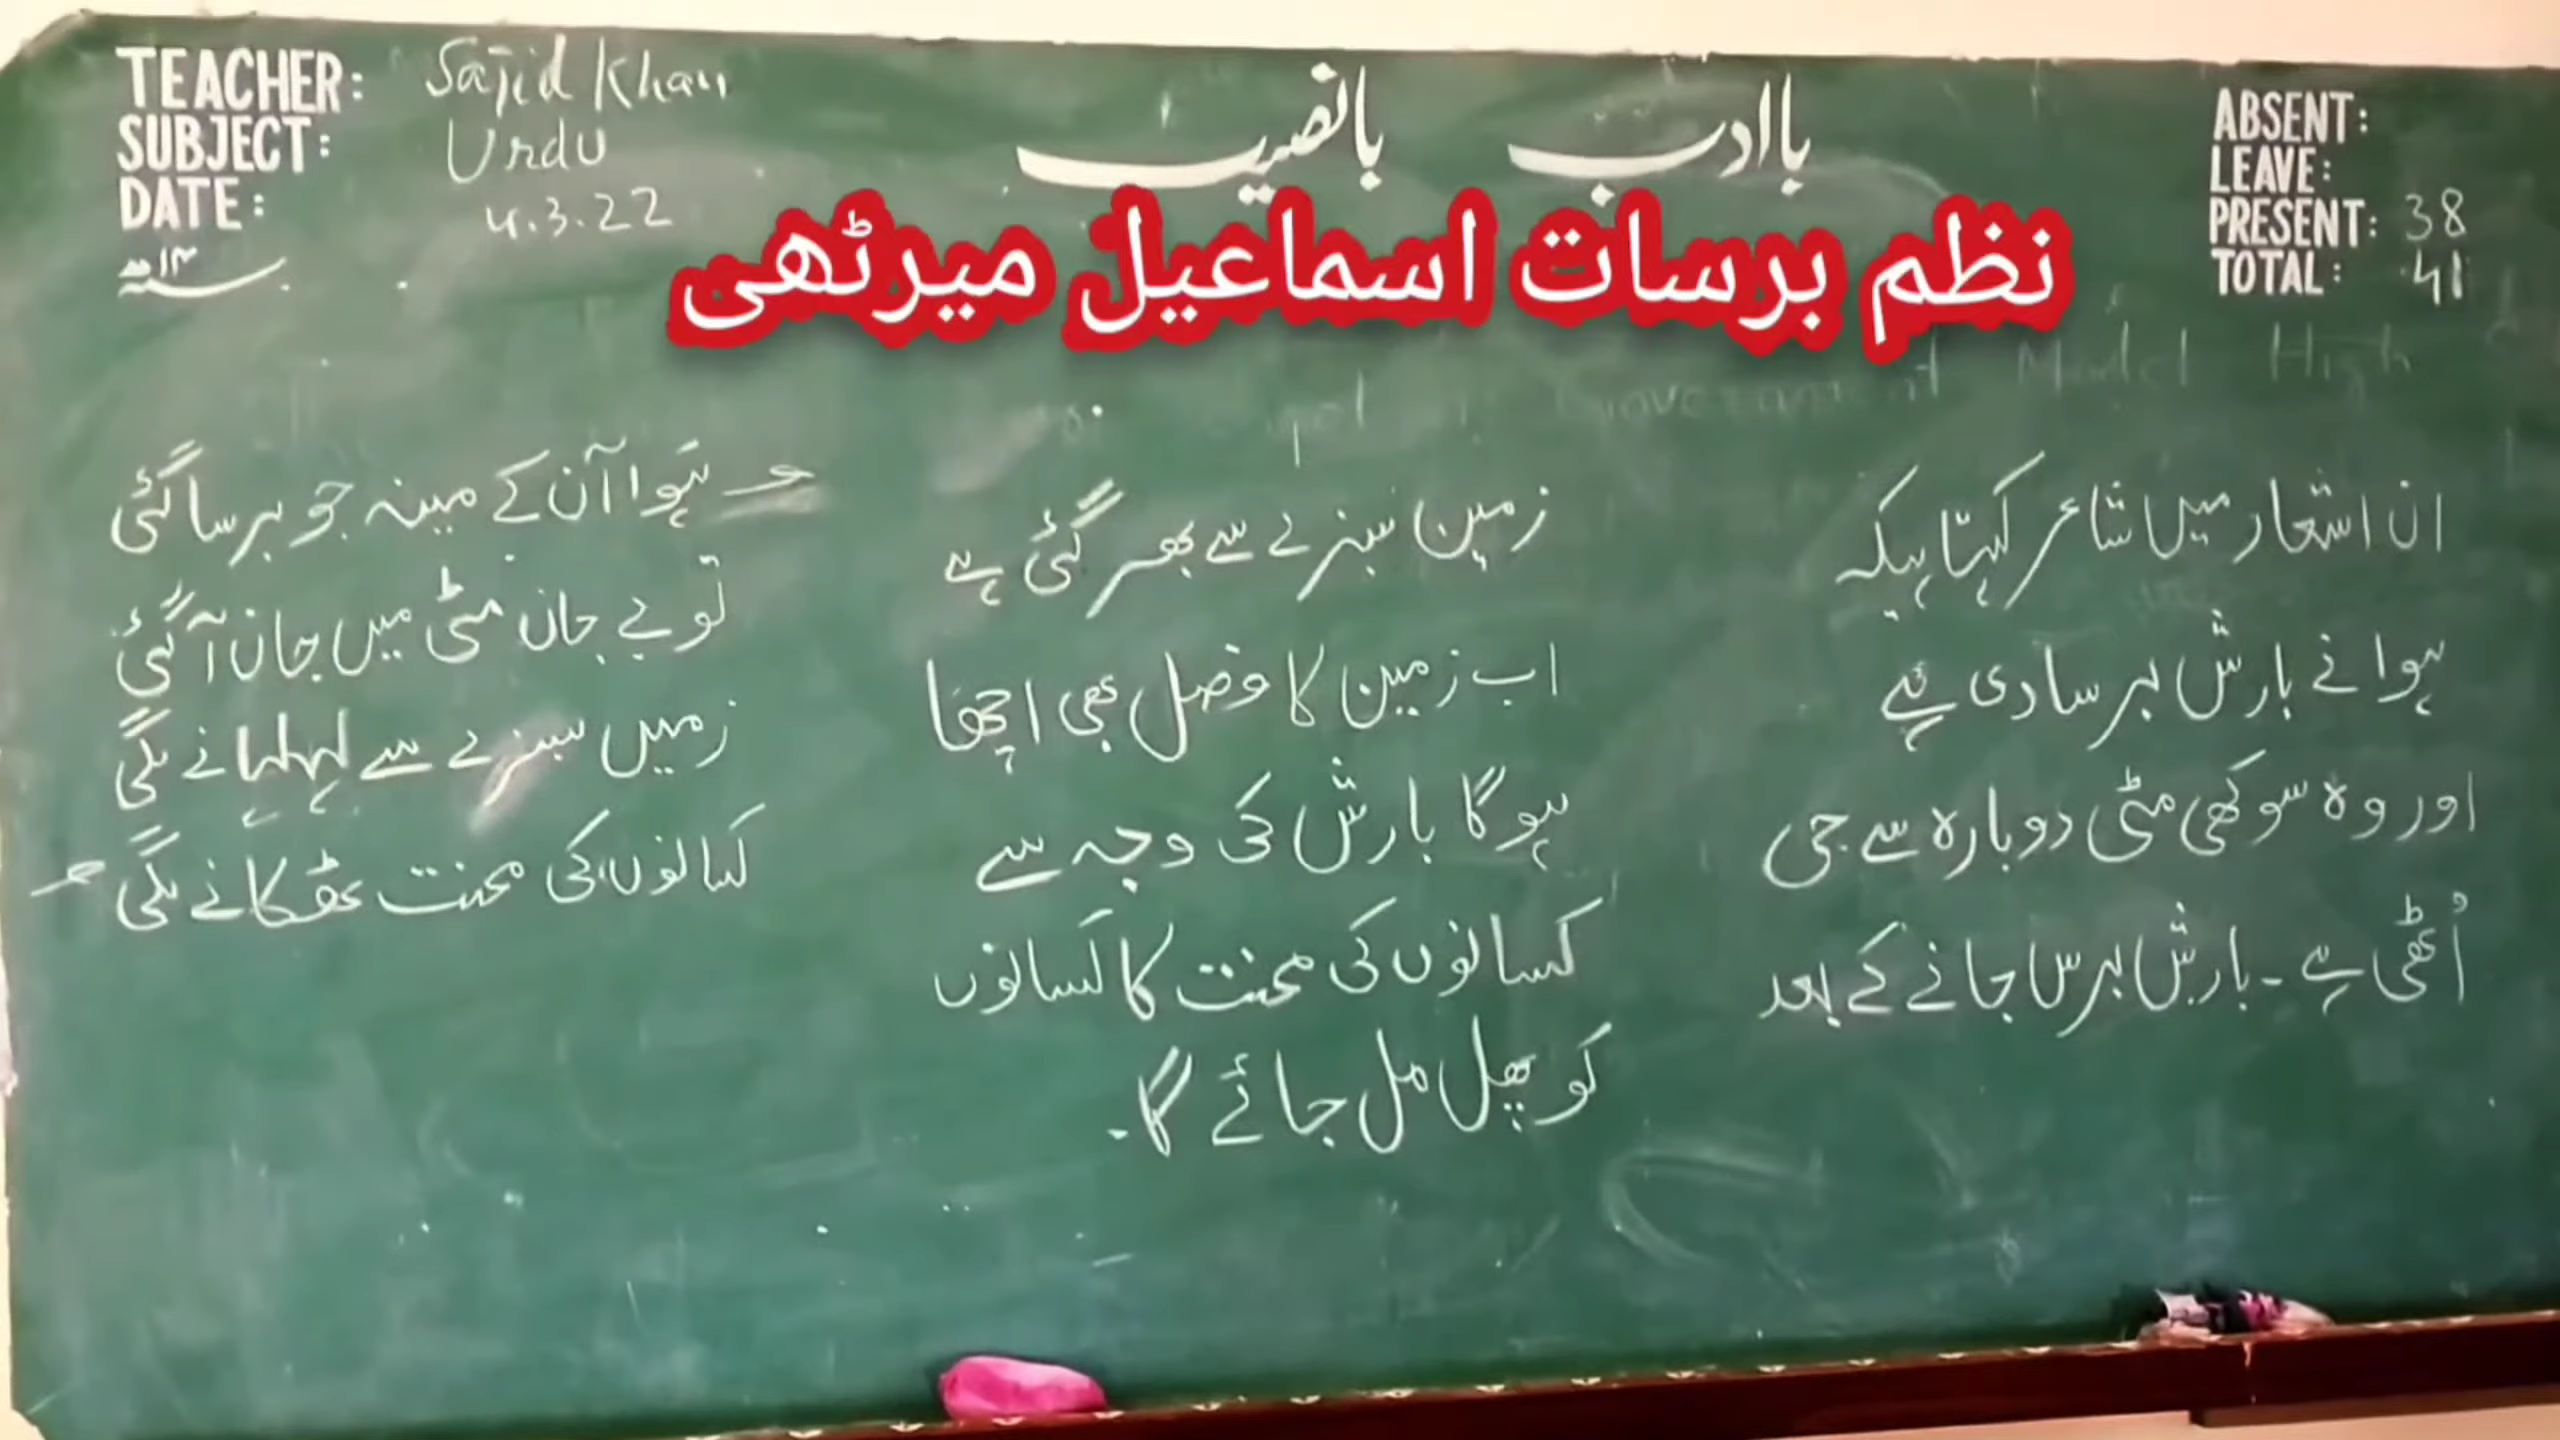 TEACHER: Sajid Khan
SUBJECT: Urdu
DATE: 4.3.22
باادب بانصیب
ABSENT:
LEAVE:
PRESENT: 38
TOTAL: 41
نظم برسات اسماعیل میرٹھی
Government Model High
ہوا آن کے مینہ جو برسا گئی
تو بے جان مٹی میں جان آ گئی
زمیں سبزے سے لہلہانے لگی
کسانوں کی محنت ٹھکانے لگی
ان اشعار میں شاعر کہتا ہیکہ
ہوا نے بارش برسا دی ہے
اور وہ سوکھی مٹی دوبارہ سے جی
اُٹھی ہے ۔ بارش برس جانے کے بعد
زمین سبزے سے بھر گئی ہے
اب زمین کا فصل بھی اچھا
ہوگا بارش کی وجہ سے
کسانوں کی محنت کا کسانوں
کو پھل مل جائے گا ۔